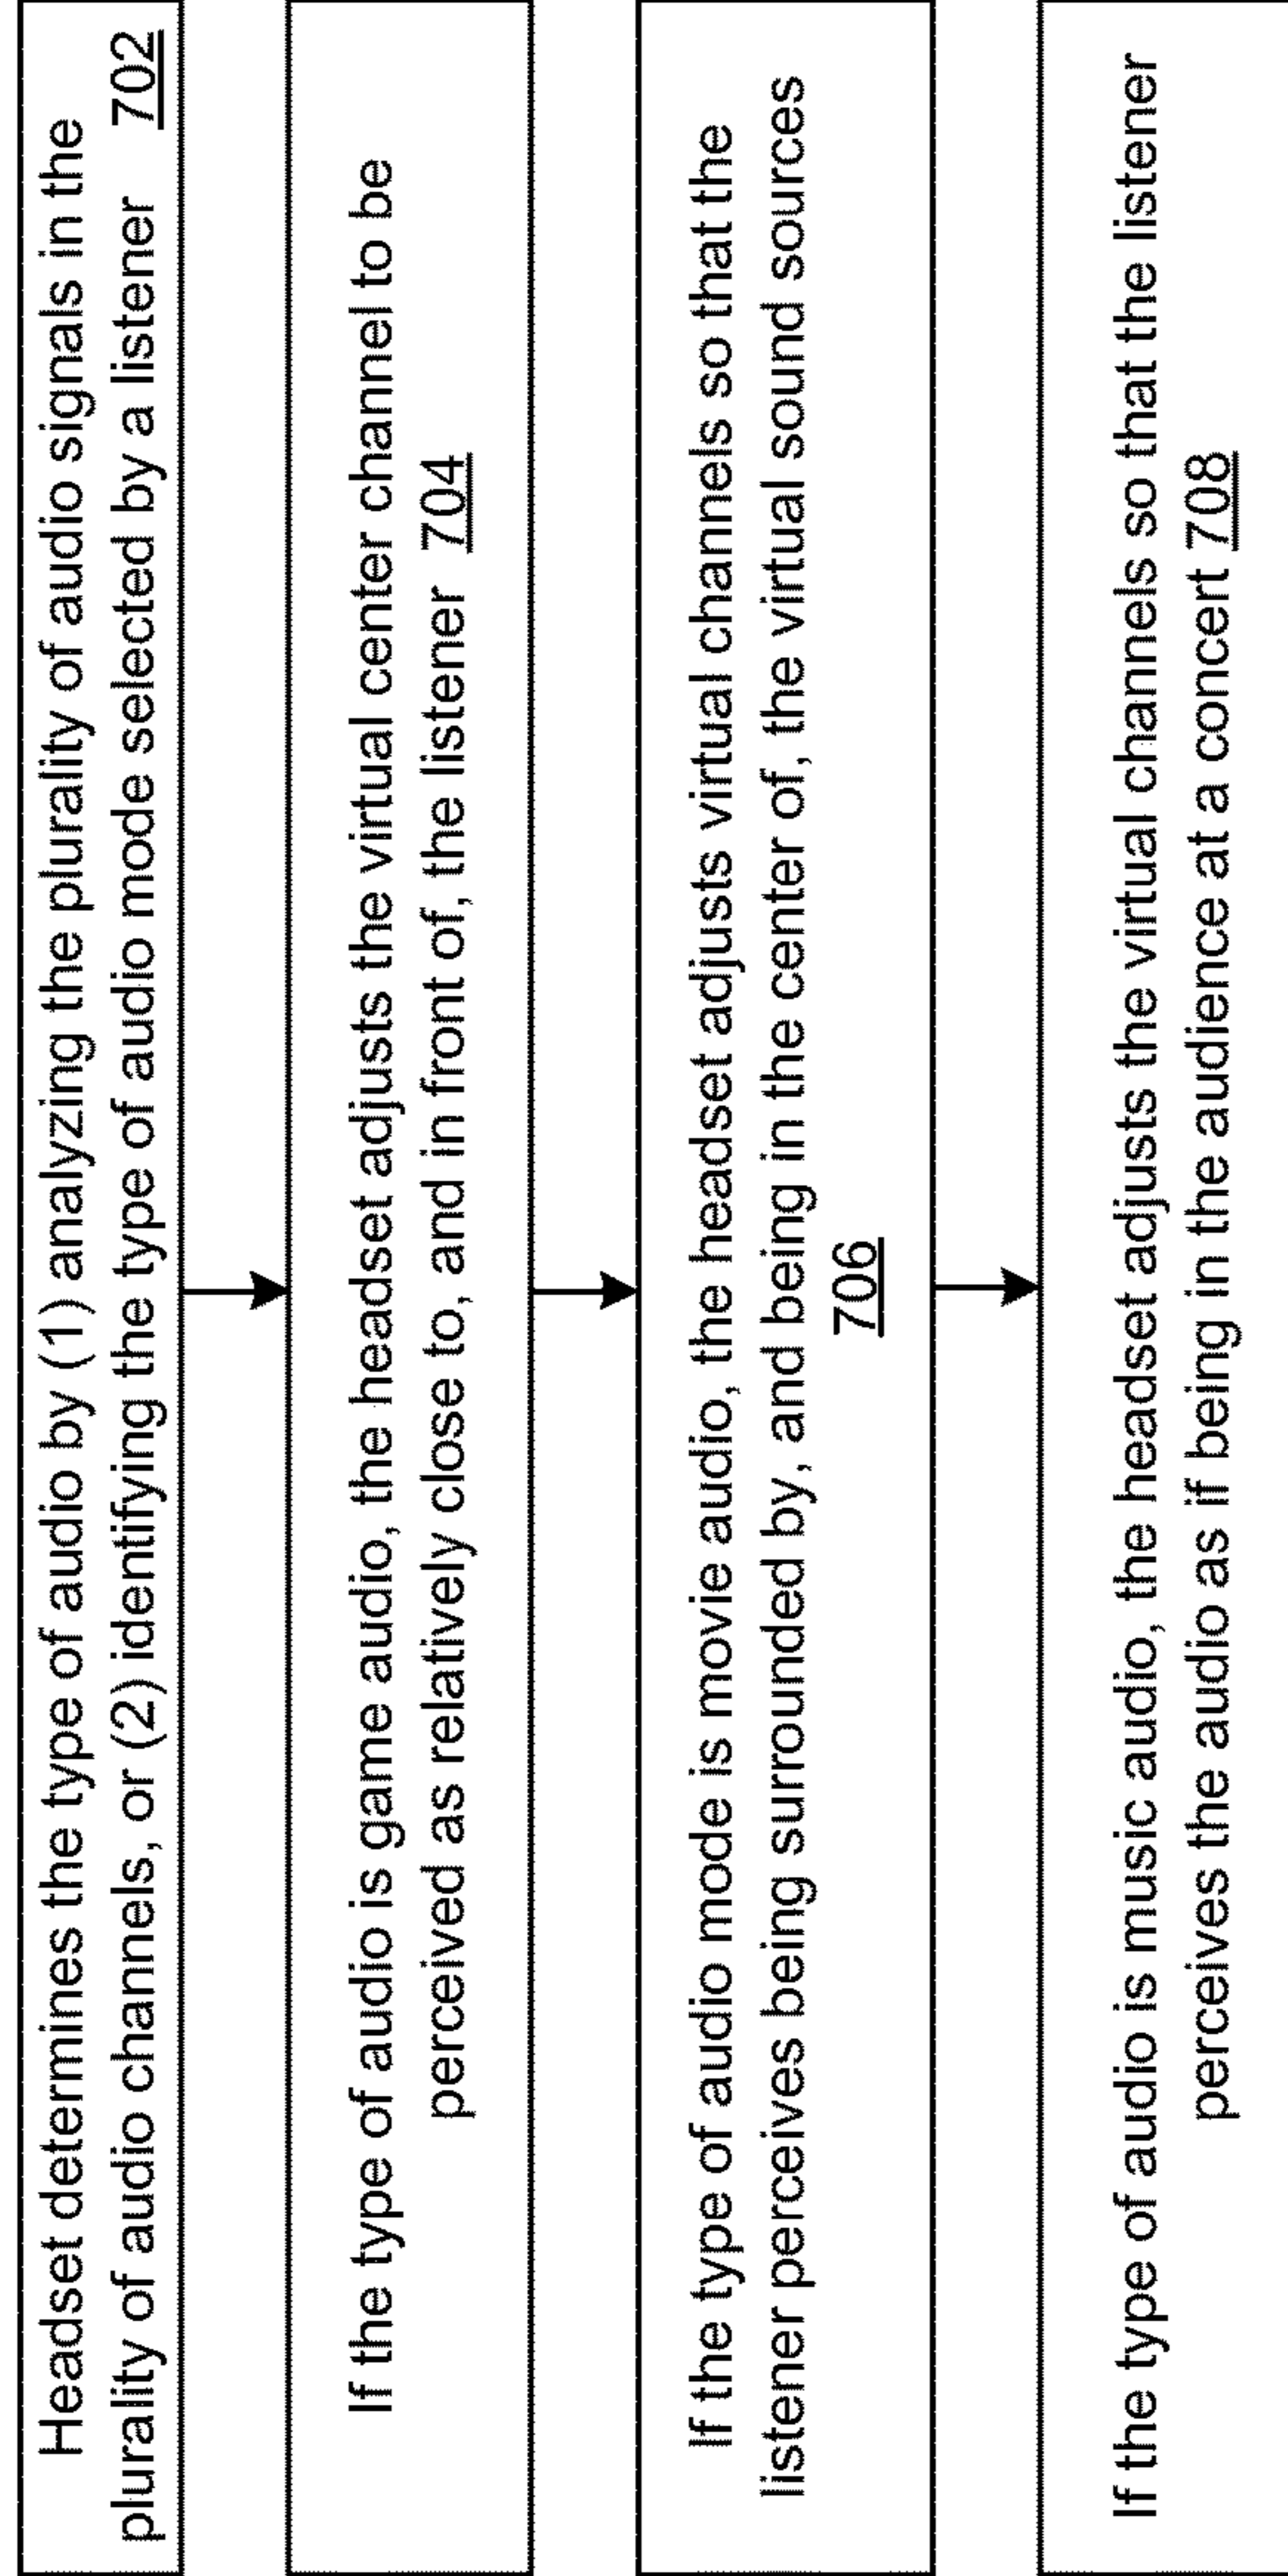 Headset determines the type of audio by (1) analyzing the plurality of audio signals in the
plurality of audio channels, or (2) identifying the type of audio mode selected by a listener 702
If the type of audio is game audio, the headset adjusts the virtual center channel to be
perceived as relatively close to, and in front of, the listener 704
If the type of audio mode is movie audio, the headset adjusts virtual channels so that the
listener perceives being surrounded by, and being in the center of, the virtual sound sources
706
If the type of audio is music audio, the headset adjusts the virtual channels so that the listener
perceives the audio as if being in the audience at a concert 708